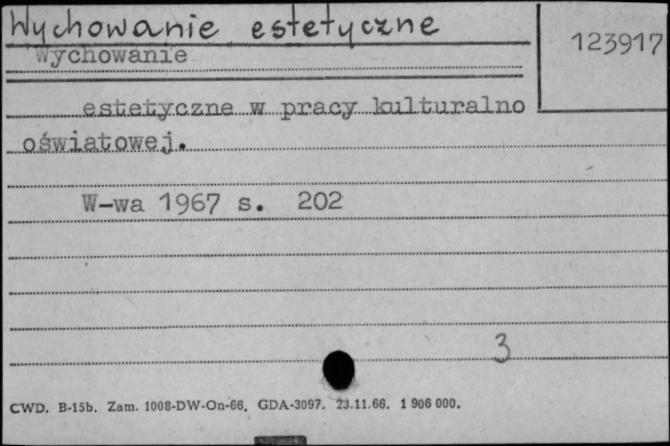 Wychowanie estetyczne
123917
Wychowanie
estetyczne w pracy kulturalno
oświatowej.
W-wa 1967 s. 202
3
CWD. B-15b. Zam. 1008-DW-On-66. GDA-3097. 23.11.66. 1 906 000.